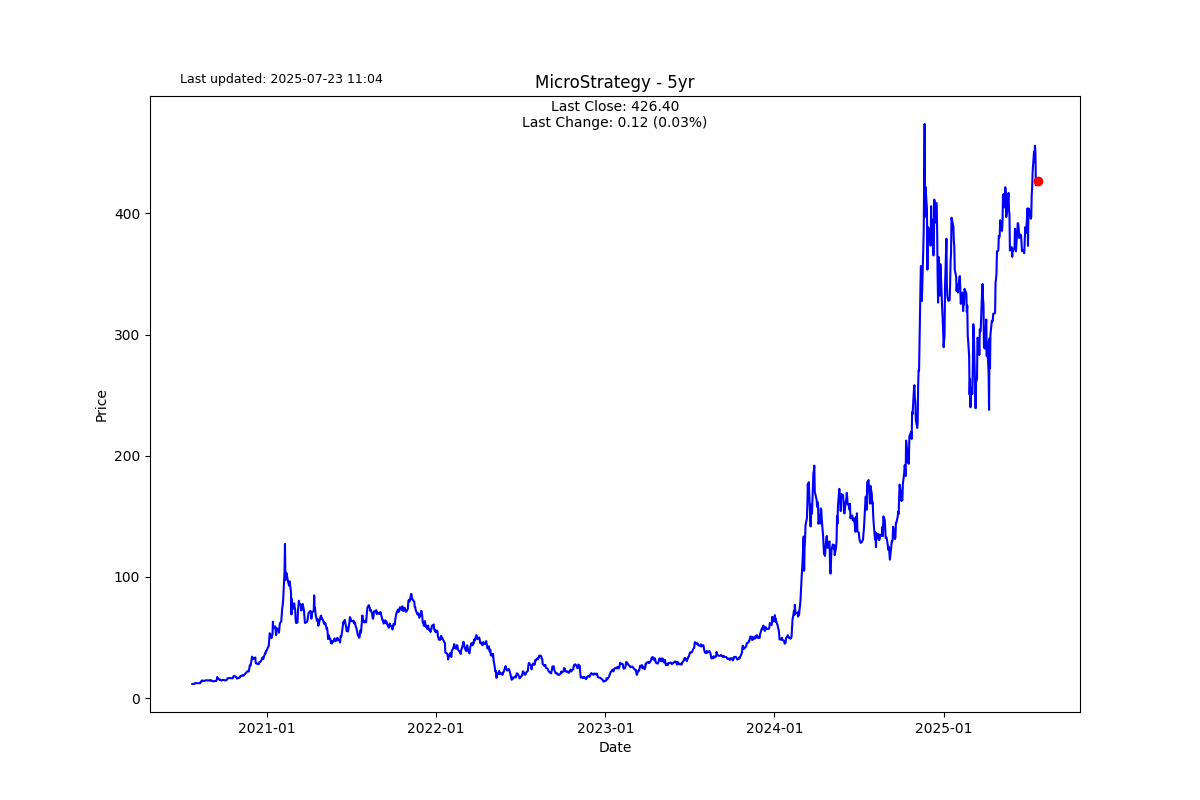 Last updated: 2025-07-23 11:04
MicroStrategy - 5yr
Last Close: 426.40
Last Change: 0.12 (0.03%)
Price
400
300
200
100
0
2021-01
2022-01
2023-01
2024-01
2025-01
Date